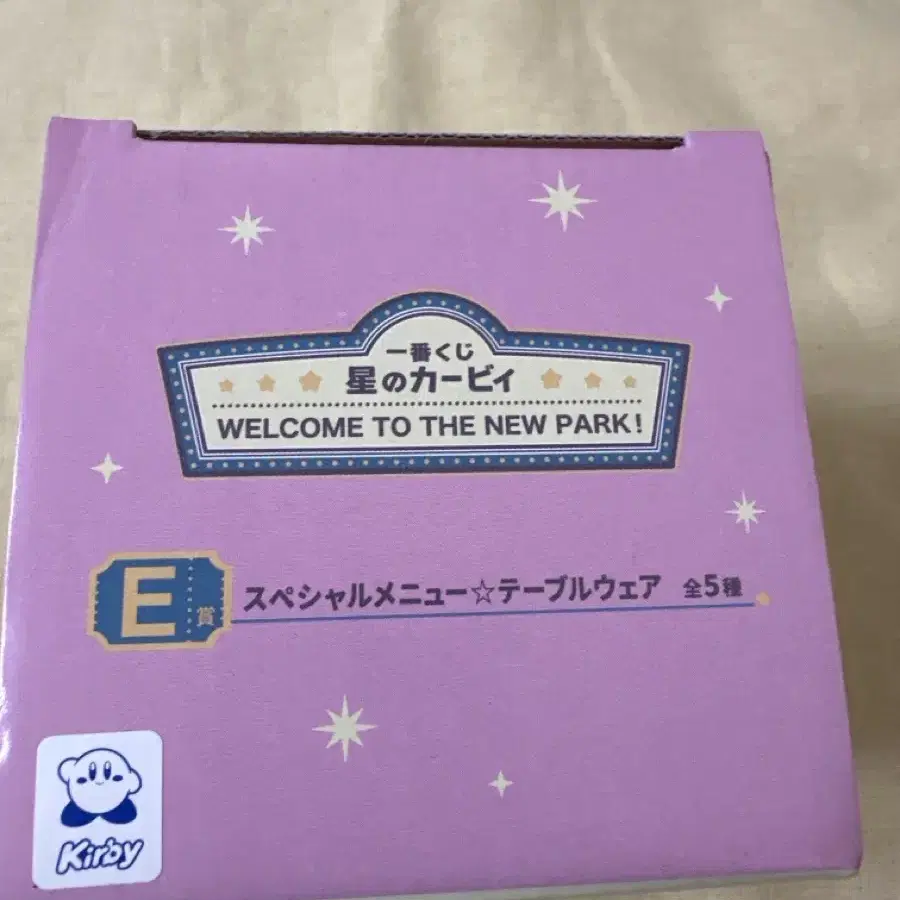 一番くじ
星のカービィ
WELCOME TO THE NEW PARK!
E賞 スペシャルメニュー☆テーブルウェア 全5種
Kirby